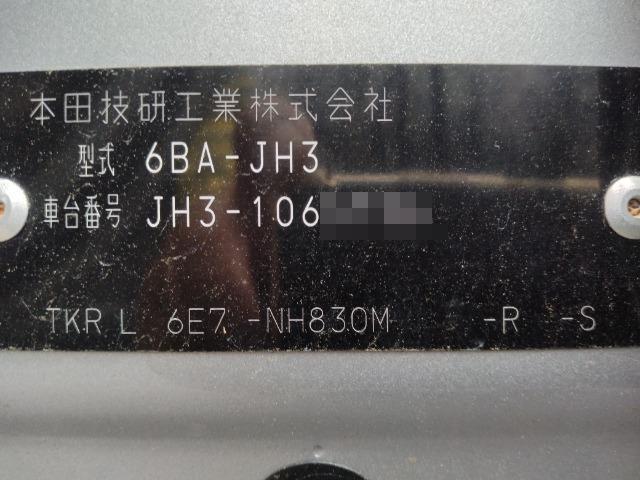 本田技研工業株式会社
型式 6BA-JH3
車台番号 JH3-106
TKR L 6E7 -NH830M -R -S